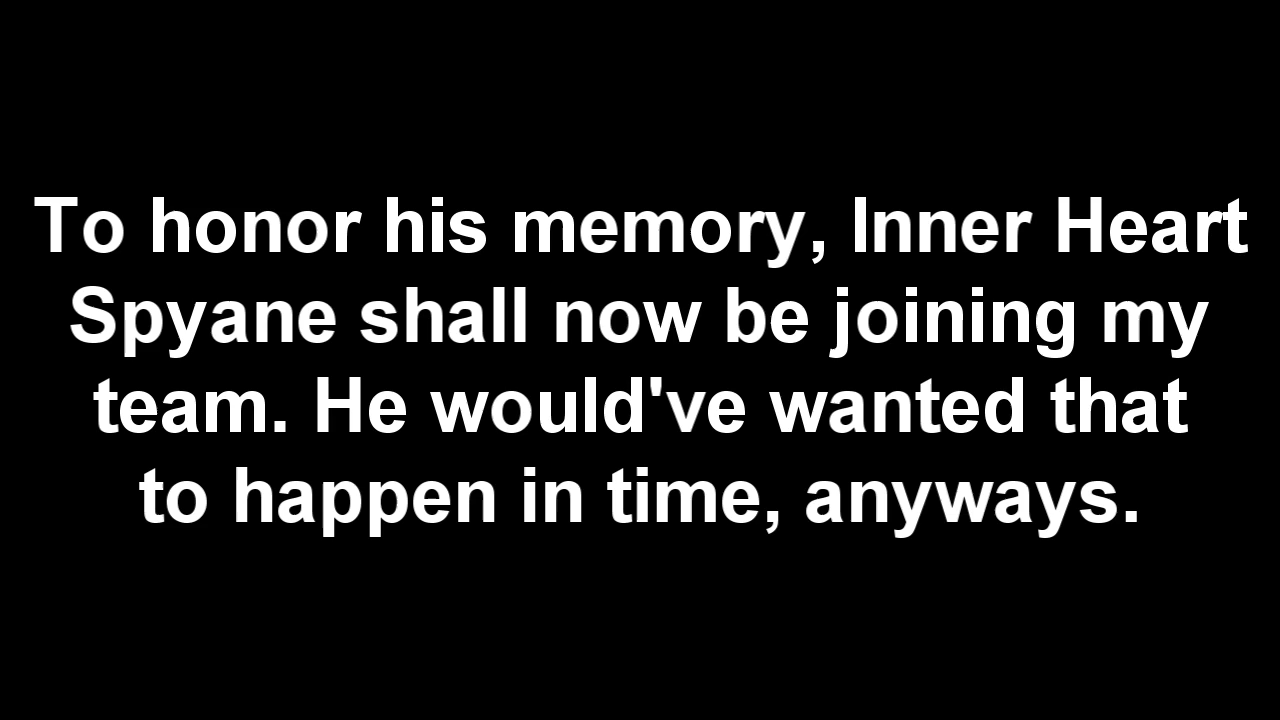 To honor his memory, Inner Heart
Spyane shall now be joining my
team. He would've wanted that
to happen in time, anyways.